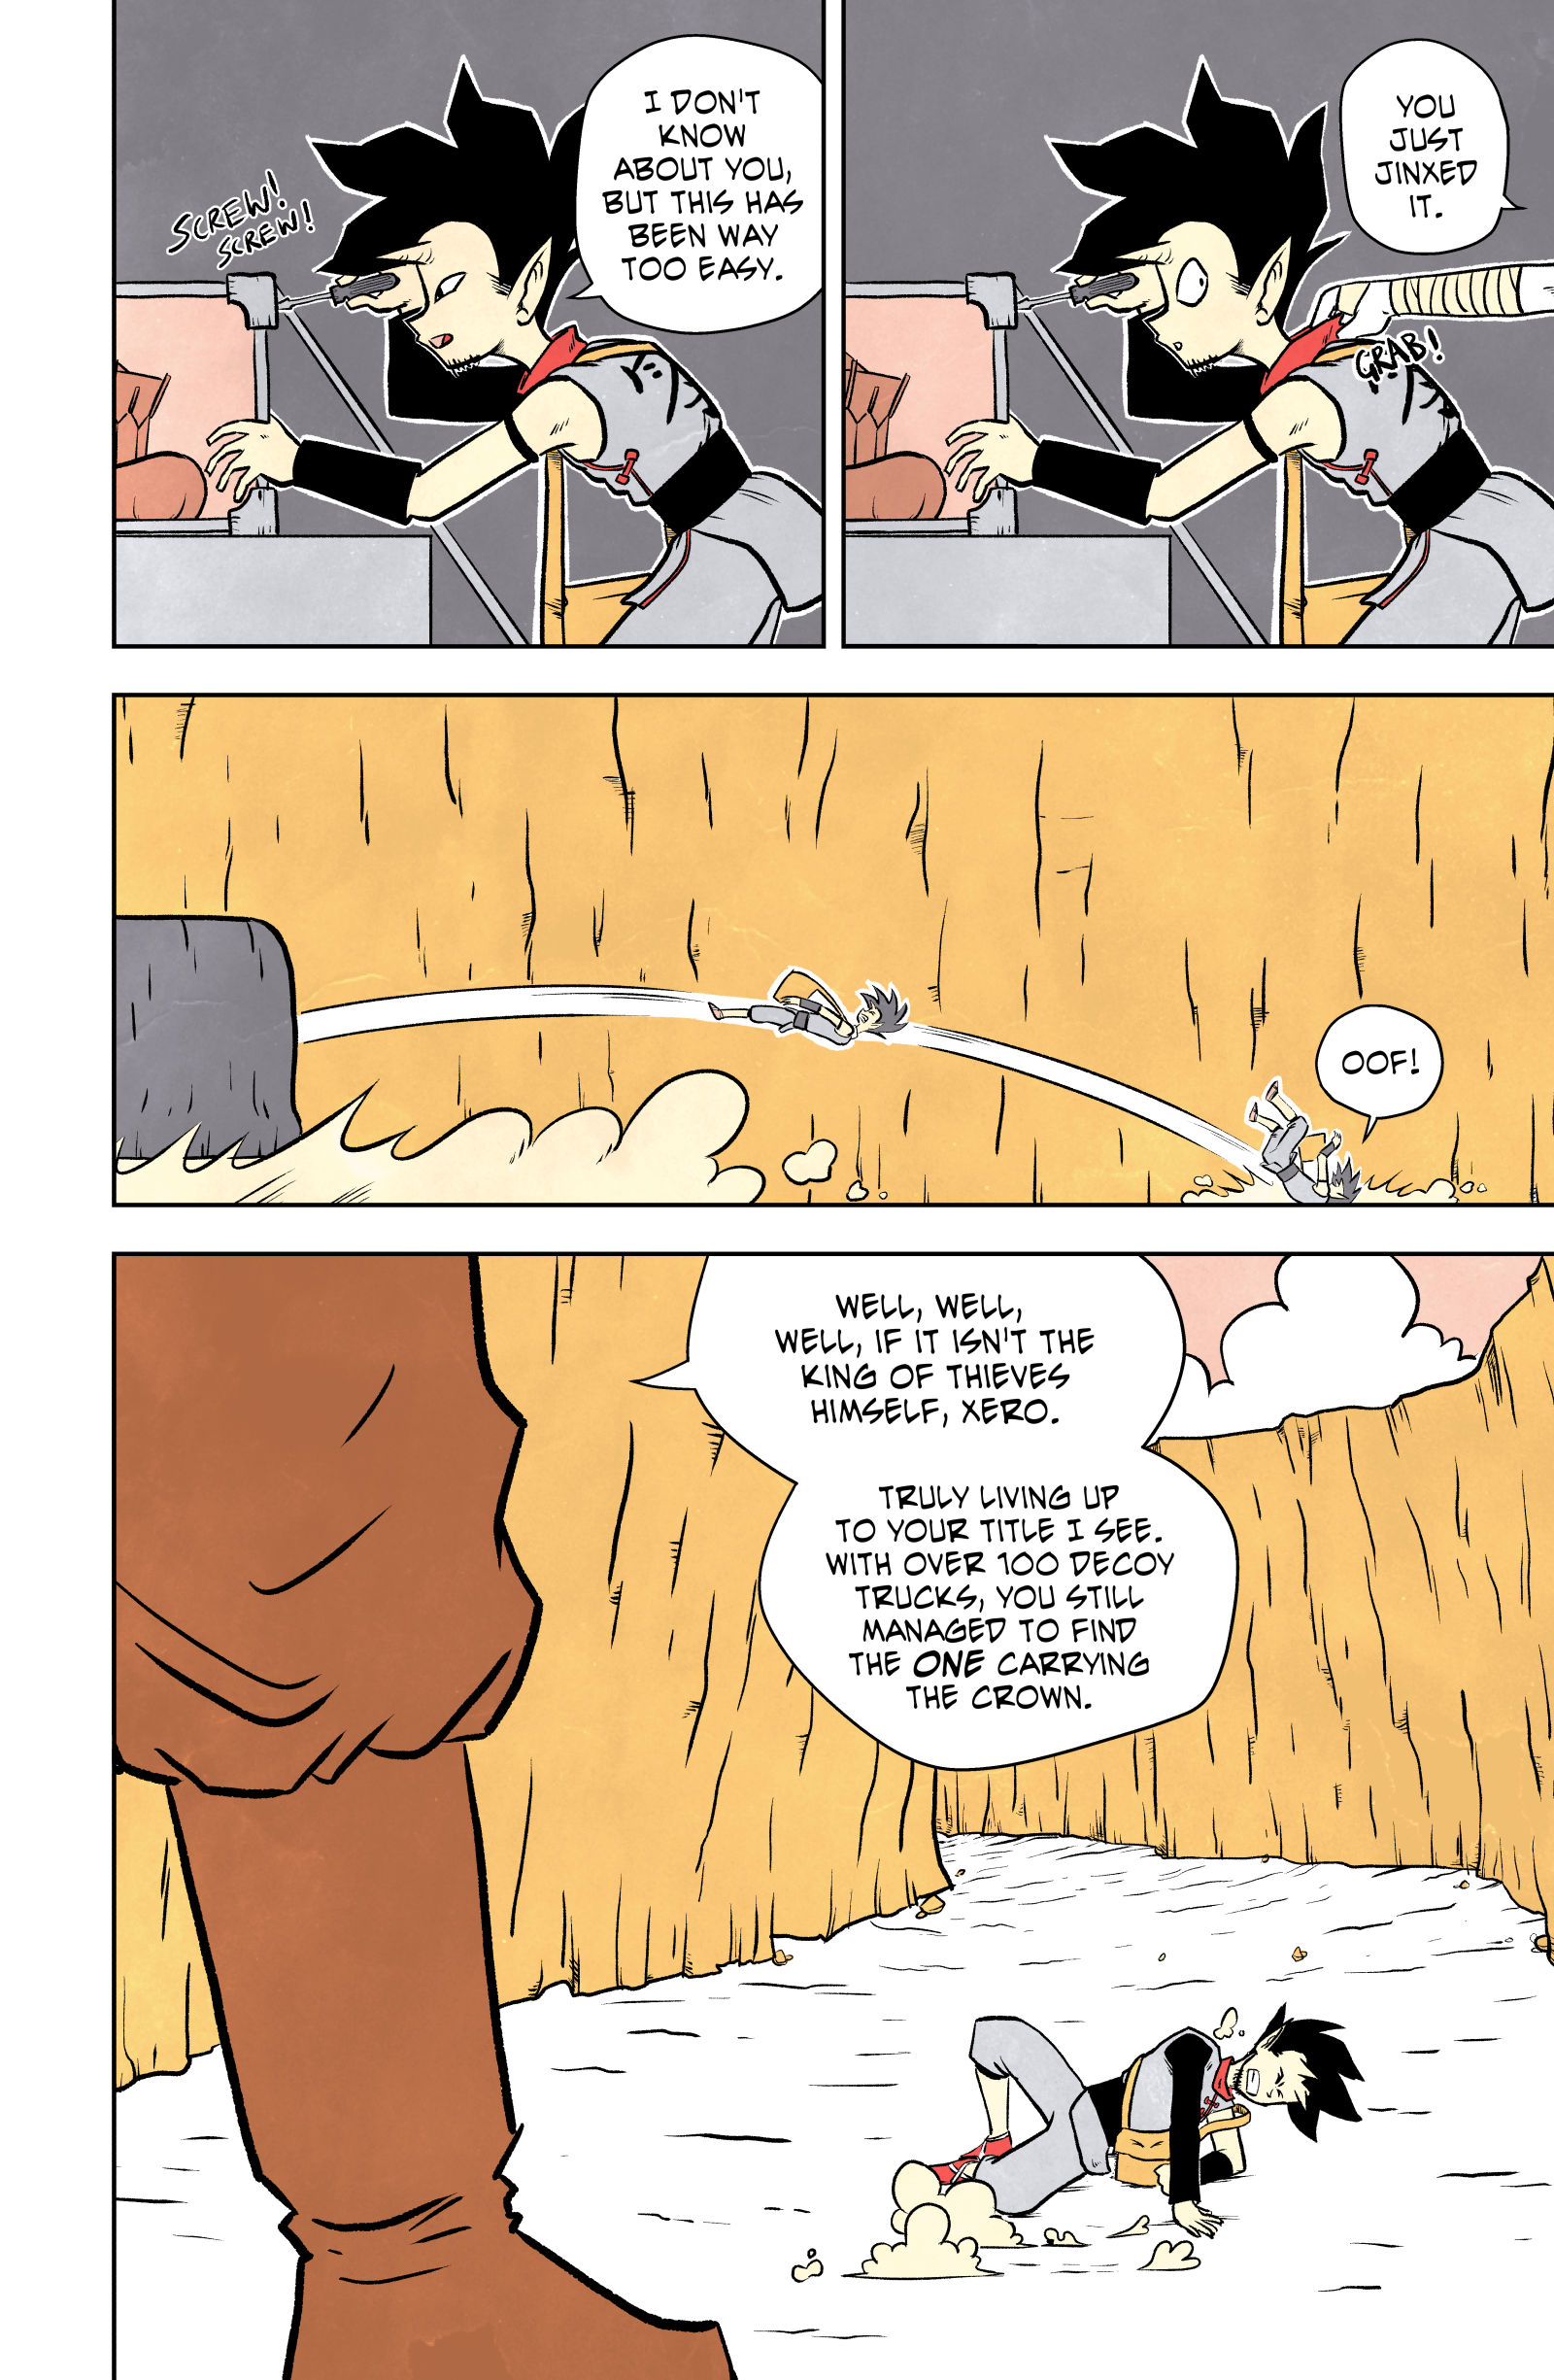 I DON'T
KNOW
ABOUT YOU,
BUT THIS HAS
BEEN WAY
TOO EASY.
SCREW!
SCREW!
YOU
JUST
JINXED
IT.
GRAB!
OOF!
WELL, WELL,
WELL, IF IT ISN'T THE
KING OF THIEVES
HIMSELF, XERO.
TRULY LIVING UP
TO YOUR TITLE I SEE.
WITH OVER 100 DECOY
TRUCKS, YOU STILL
MANAGED TO FIND
THE ONE CARRYING
THE CROWN.